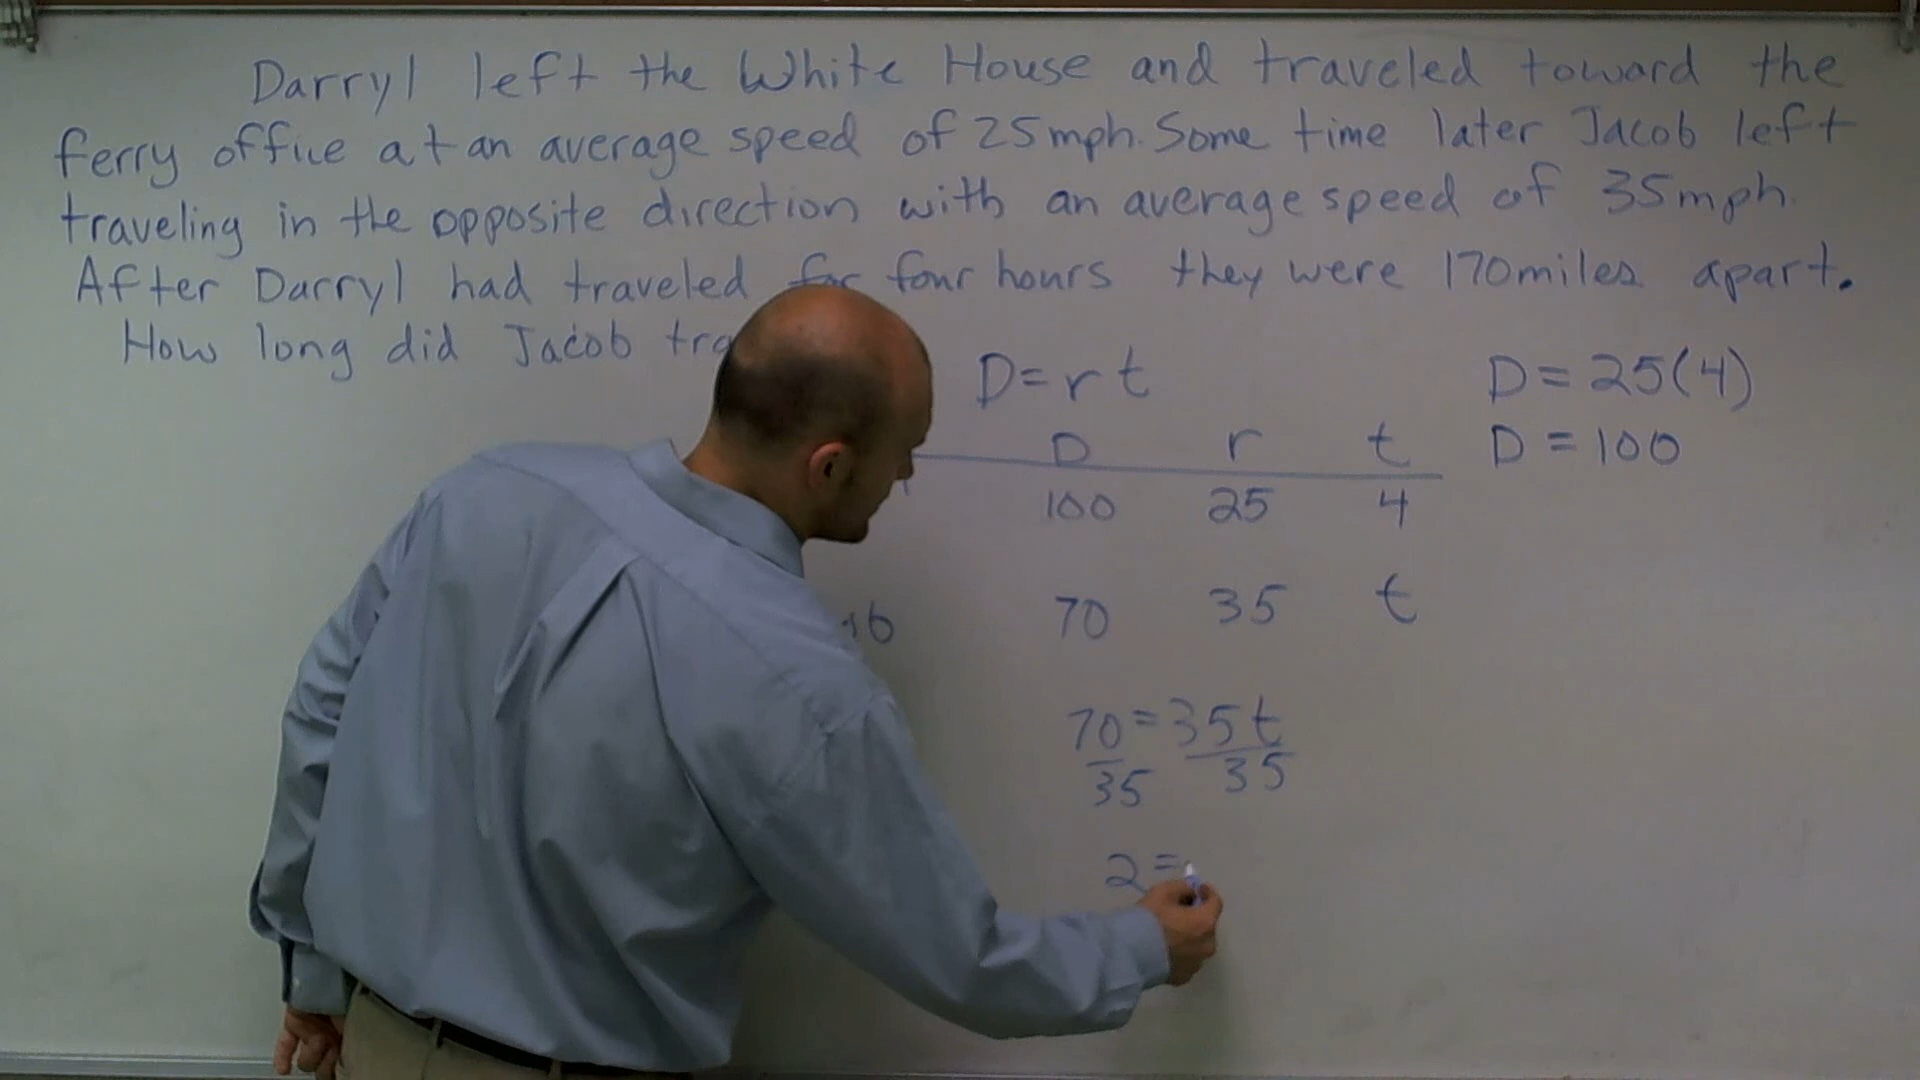 Darryl left the White House and traveled toward the
ferry office at an average speed of 25mph. Some time later Jacob left
traveling in the opposite direction with an average speed of 35mph.
After Darryl had traveled for four hours they were 170miles apart.
How long did Jacob
D=rt
D = 25(4)
D = 100
D r t
100 25 4
70 35 t
70=35t
35 35
2=